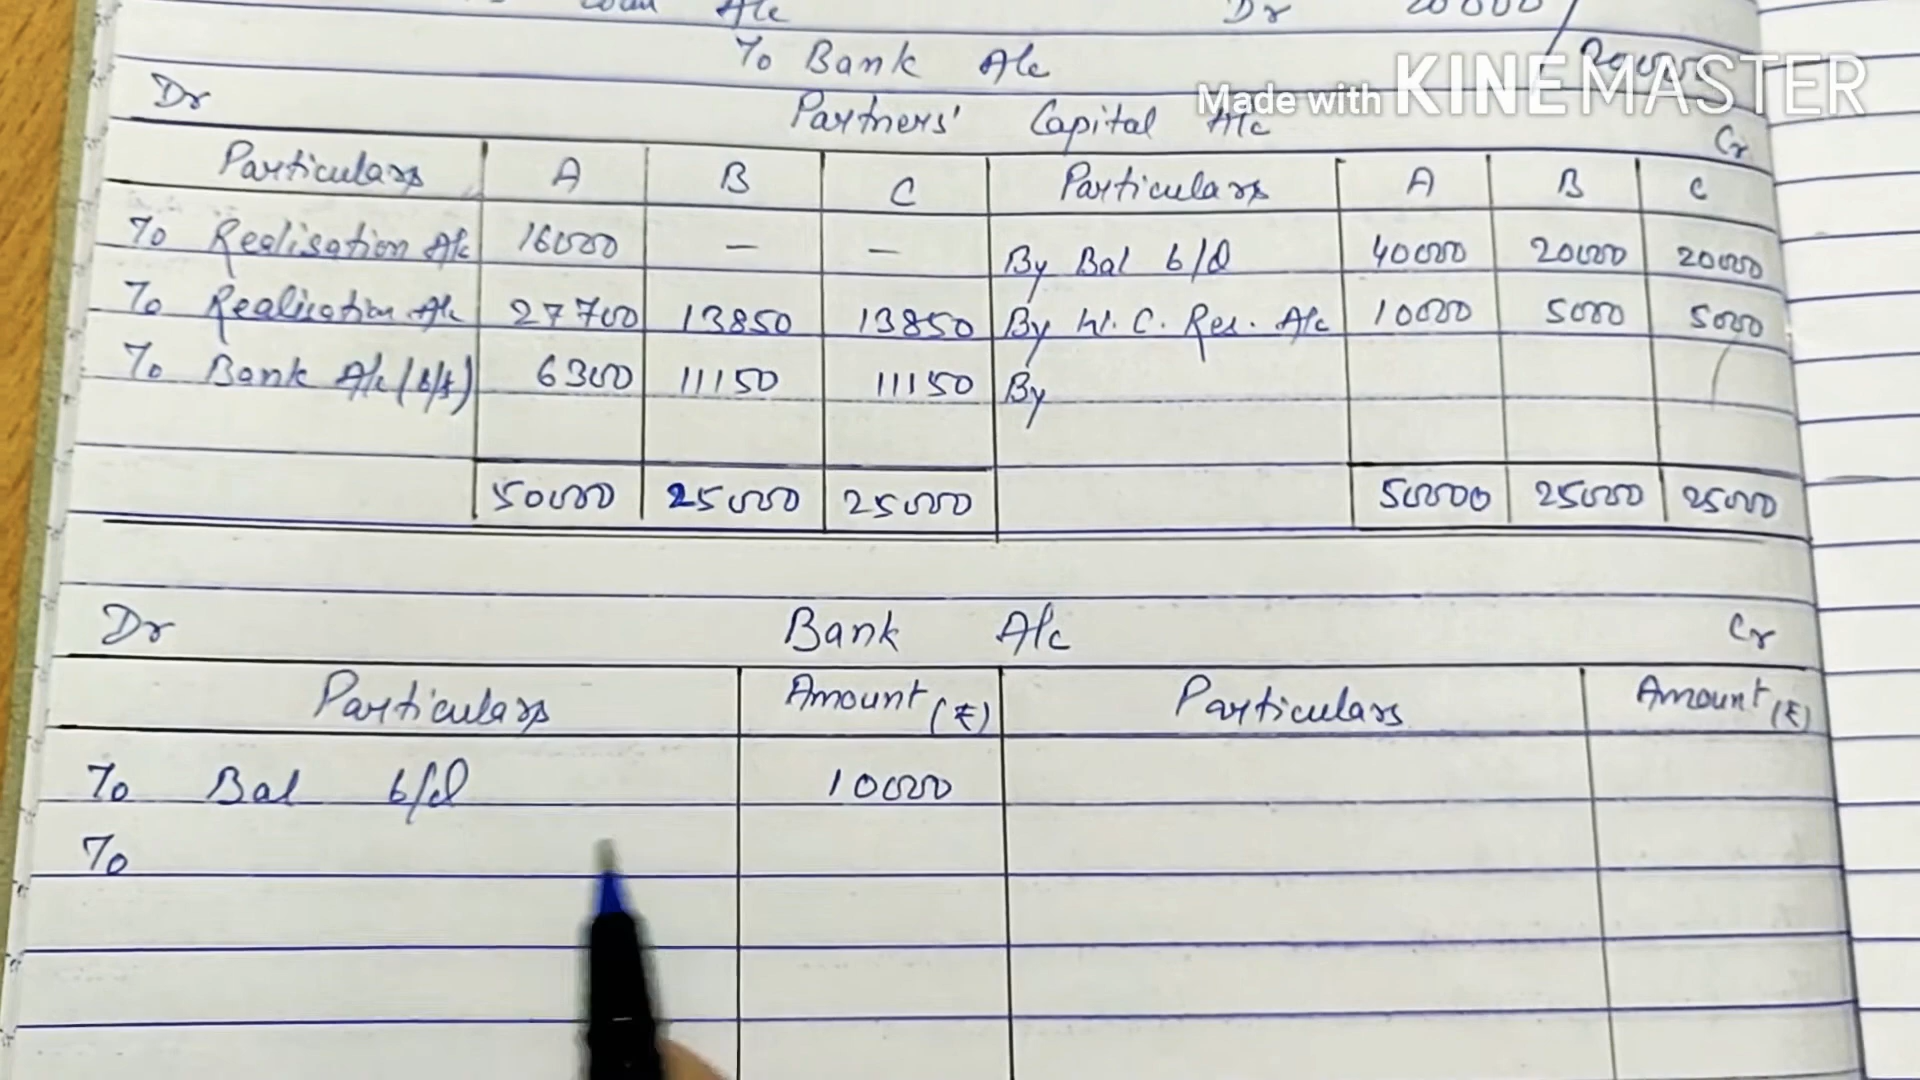 A/c Dr 20000
To Bank A/c
Made with KINEMASTER
Dr Partners' Capital A/c Cr
Particulars A B C Particulars A B C
To Realisation A/c 16000 — — By Bal b/d 40000 20000 20000
To Realisation A/c 27700 13850 13850 By W. C. Res. A/c 10000 5000 5000
To Bank A/c (b/f) 6300 11150 11150 By
50000 25000 25000 50000 25000 25000
Dr Bank A/c Cr
Particulars Amount (₹) Particulars Amount (₹)
To Bal b/d 10000
To